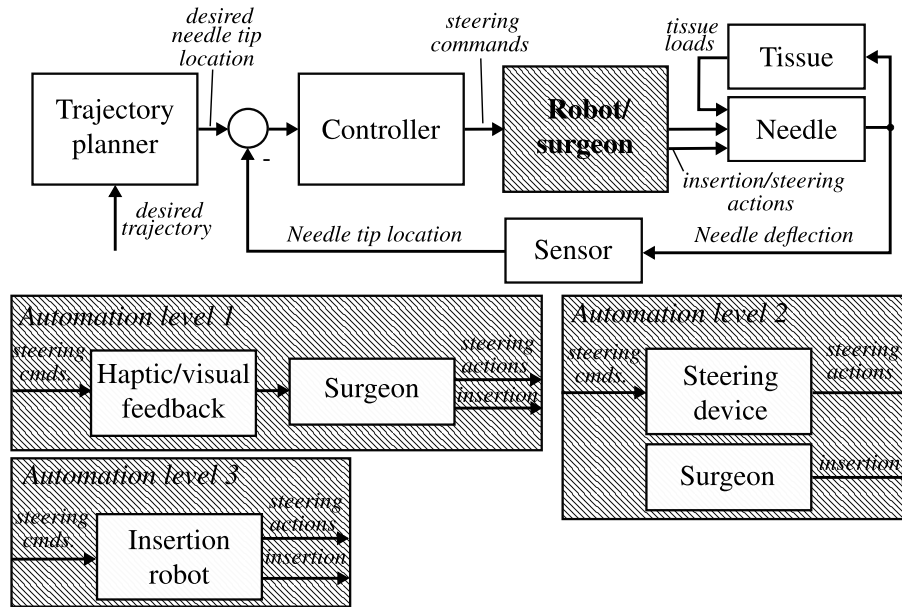 desired
needle tip
location
steering
commands
tissue
loads
Tissue
Trajectory
planner
Controller
Robot/
surgeon
Needle
-
insertion/steering
actions
desired
trajectory
Needle tip location
Sensor
Needle deflection
Automation level 1
steering
cmds.
Haptic/visual
feedback
Surgeon
steering
actions
insertion
Automation level 2
steering
cmds.
Steering
device
steering
actions
Surgeon
insertion
Automation level 3
steering
cmds.
Insertion
robot
steering
actions
insertion